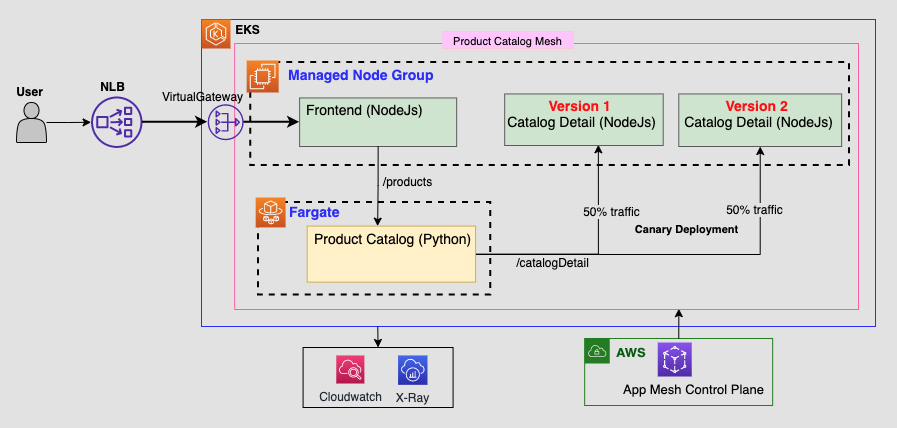 EKS
Product Catalog Mesh
Managed Node Group
User
NLB
VirtualGateway
Frontend (NodeJs)
Version 1
Catalog Detail (NodeJs)
Version 2
Catalog Detail (NodeJs)
/products
Fargate
50% traffic
50% traffic
Canary Deployment
Product Catalog (Python)
/catalogDetail
AWS
App Mesh Control Plane
Cloudwatch
X-Ray